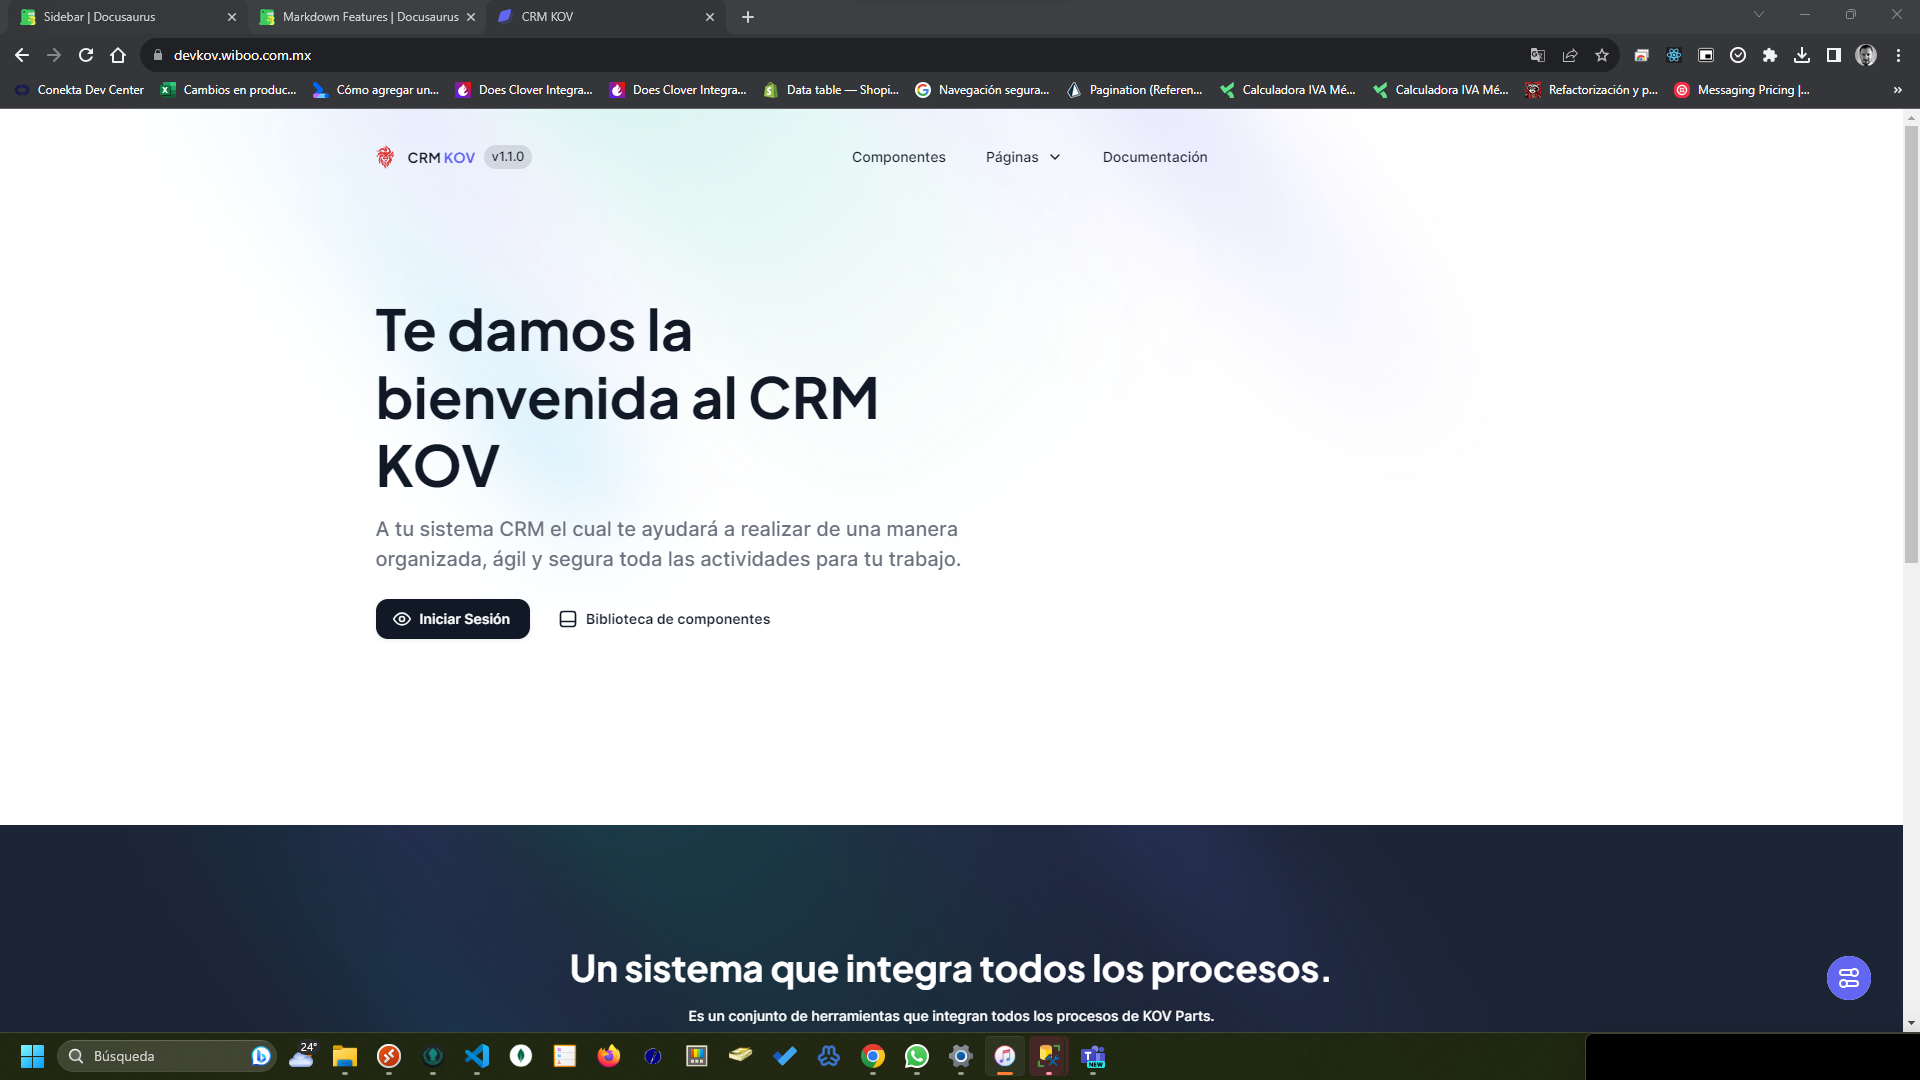 Sidebar | Docusaurus
Markdown Features | Docusaurus
CRM KOV
devkov.wiboo.com.mx
Conekta Dev Center
Cambios en produc...
Cómo agregar un...
Does Clover Integra...
Does Clover Integra...
Data table — Shopi...
Navegación segura...
Pagination (Referen...
Calculadora IVA Mé...
Calculadora IVA Mé...
Refactorización y p...
Messaging Pricing |...
CRM KOV v1.1.0
Componentes
Páginas
Documentación
Te damos la
bienvenida al CRM
KOV
A tu sistema CRM el cual te ayudará a realizar de una manera
organizada, ágil y segura toda las actividades para tu trabajo.
Iniciar Sesión
Biblioteca de componentes
Un sistema que integra todos los procesos.
Es un conjunto de herramientas que integran todos los procesos de KOV Parts.
Búsqueda
24°
NEW